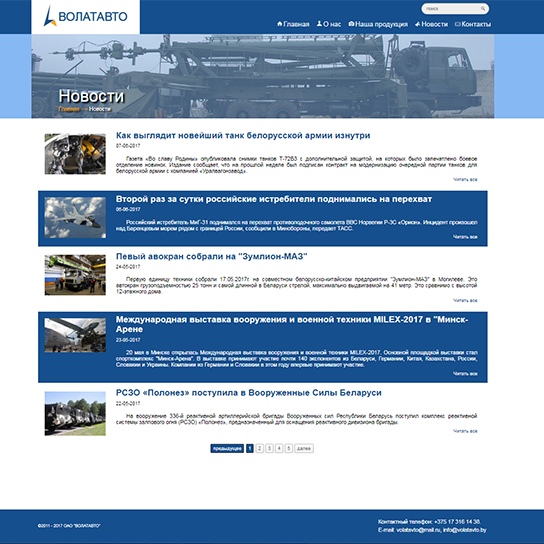 ВОЛАТАВТО
поиск
Главная О нас Наша продукция Новости Контакты
Новости
Главная Новости
Как выглядит новейший танк белорусской армии изнутри
07-06-2017
Газета «Во славу Родины» опубликовала снимки танков Т-72Б3 с дополнительной защитой, на которых было запечатлено боевое
отделение новинок. Издание сообщает, что на прошлой неделе был подписан контракт на модернизацию очередной партии танков для
белорусской армии с компанией «Уралвагонзавод».
Читать все
Второй раз за сутки российские истребители поднимались на перехват
06-06-2017
Российский истребитель МиГ-31 поднимался на перехват противолодочного самолета ВВС Норвегии P-3C «Орион». Инцидент произошел
над Баренцевым морем рядом с границей России, сообщили в Минобороны, передает ТАСС.
Читать все
Певый авокран собрали на "Зумлион-МАЗ"
24-05-2017
Первую единицу техники собрали 17.05.2017г. на совместном белорусско-китайском предприятии "Зумлион-МАЗ" в Могилеве. Это
автокран грузоподъемностью 25 тонн и самой длинной в Беларуси стрелой, максимально выдвигаемой на 41 метр. Это сравнимо с высотой
12-этажного дома.
Читать все
Международная выставка вооружения и военной техники MILEX-2017 в "Минск-
Арене
23-05-2017
20 мая в Минске открылась Международная выставка вооружения и военной техники MILEX-2017. Основной площадкой выставки стал
спорткомплекс "Минск-Арена". В выставке принимают участие почти 140 экспонентов из Беларуси, Германии, Китая, Казахстана, России,
Словакии и Украины. Компании из Германии и Словакии в этом году впервые принимают участие.
Читать все
РСЗО «Полонез» поступила в Вооруженные Силы Беларуси
22-05-2017
На вооружение 336-й реактивной артиллерийской бригады Вооруженных сил Республики Беларусь поступил комплекс реактивной
системы залпового огня (РСЗО) «Полонез», предназначенный для оснащения реактивного дивизиона бригады.
Читать все
предыдущее 1 2 3 4 5 далее
©2011 - 2017 ОАО "ВОЛАТАВТО"
Контактный телефон: +375 17 316 14 38.
E-mail: volatavto@mail.ru, info@volatavto.by